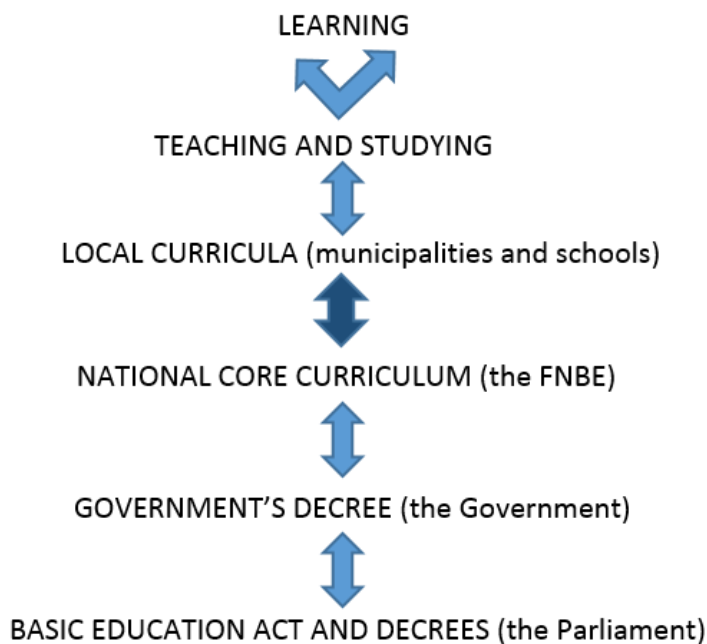 LEARNING
TEACHING AND STUDYING
LOCAL CURRICULA (municipalities and schools)
NATIONAL CORE CURRICULUM (the FNBE)
GOVERNMENT’S DECREE (the Government)
BASIC EDUCATION ACT AND DECREES (the Parliament)